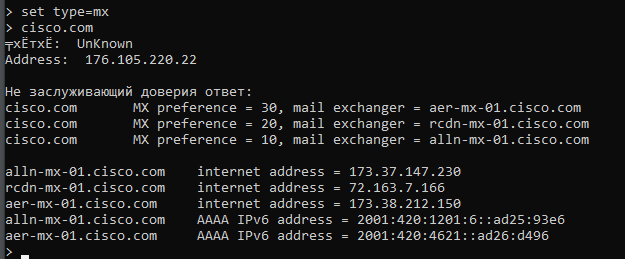 > set type=mx
> cisco.com
╤хЁтхЁ:  UnKnown
Address:  176.105.220.22

Не заслуживающий доверия ответ:
cisco.com       MX preference = 30, mail exchanger = aer-mx-01.cisco.com
cisco.com       MX preference = 20, mail exchanger = rcdn-mx-01.cisco.com
cisco.com       MX preference = 10, mail exchanger = alln-mx-01.cisco.com

alln-mx-01.cisco.com    internet address = 173.37.147.230
rcdn-mx-01.cisco.com    internet address = 72.163.7.166
aer-mx-01.cisco.com     internet address = 173.38.212.150
alln-mx-01.cisco.com    AAAA IPv6 address = 2001:420:1201:6::ad25:93e6
aer-mx-01.cisco.com     AAAA IPv6 address = 2001:420:4621::ad26:d496
>